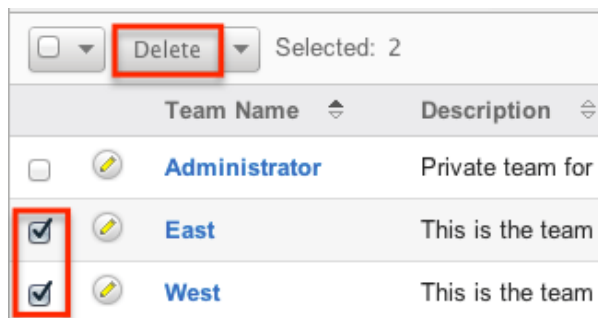 Delete Selected: 2
Team Name Description
Administrator Private team for
East This is the team
West This is the team